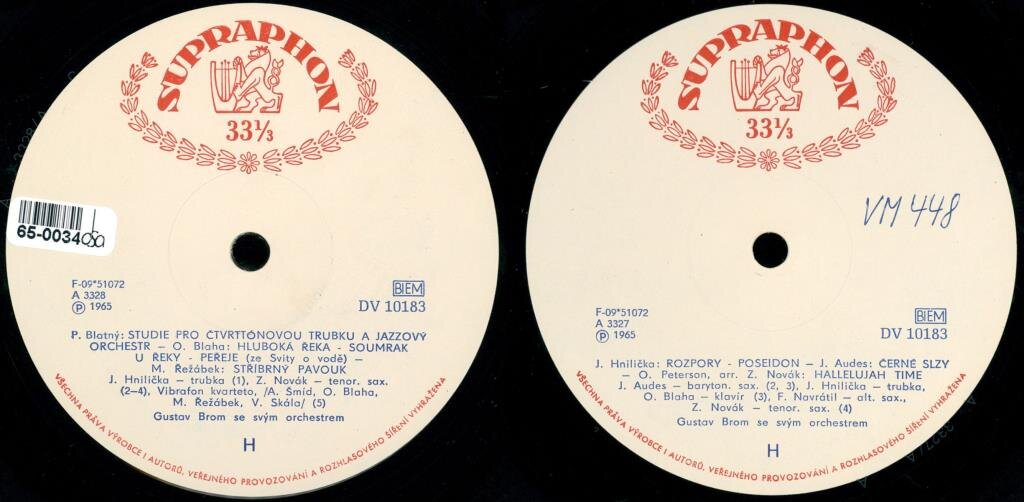 SUPRAPHON
33⅓
65-0034
F-09*51072
A 3328
Ⓟ 1965
BIEM
DV 10183
P. Blatný: STUDIE PRO ČTVRTTÓNOVOU TRUBKU A JAZZOVÝ
ORCHESTR – O. Blaha: HLUBOKÁ ŘEKA - SOUMRAK
U ŘEKY - PEŘEJE (ze Svity o vodě) –
M. Řežábek: STŘÍBRNÝ PAVOUK
J. Hnilička – trubka (1), Z. Novák – tenor. sax.
(2–4), Vibrafon kvarteto, /A. Šmíd, O. Blaha,
M. Řežábek, V. Skála/ (5)
Gustav Brom se svým orchestrem
H
VŠECHNA PRÁVA VÝROBCE I AUTORŮ, VEŘEJNÉHO PROVOZOVÁNÍ A ROZHLASOVÉHO ŠÍŘENÍ VYHRAŽENA
SUPRAPHON
33⅓
VM 448
F-09*51072
A 3327
Ⓟ 1965
BIEM
DV 10183
J. Hnilička: ROZPORY - POSEIDON – J. Audes: ČERNÉ SLZY
– O. Peterson, arr. Z. Novák: HALLELUJAH TIME
J. Audes – baryton. sax. (2, 3), J. Hnilička – trubka,
O. Blaha – klavír (3), F. Navrátil – alt. sax.,
Z. Novák – tenor. sax. (4)
Gustav Brom se svým orchestrem
H
VŠECHNA PRÁVA VÝROBCE I AUTORŮ, VEŘEJNÉHO PROVOZOVÁNÍ A ROZHLASOVÉHO ŠÍŘENÍ VYHRAŽENA